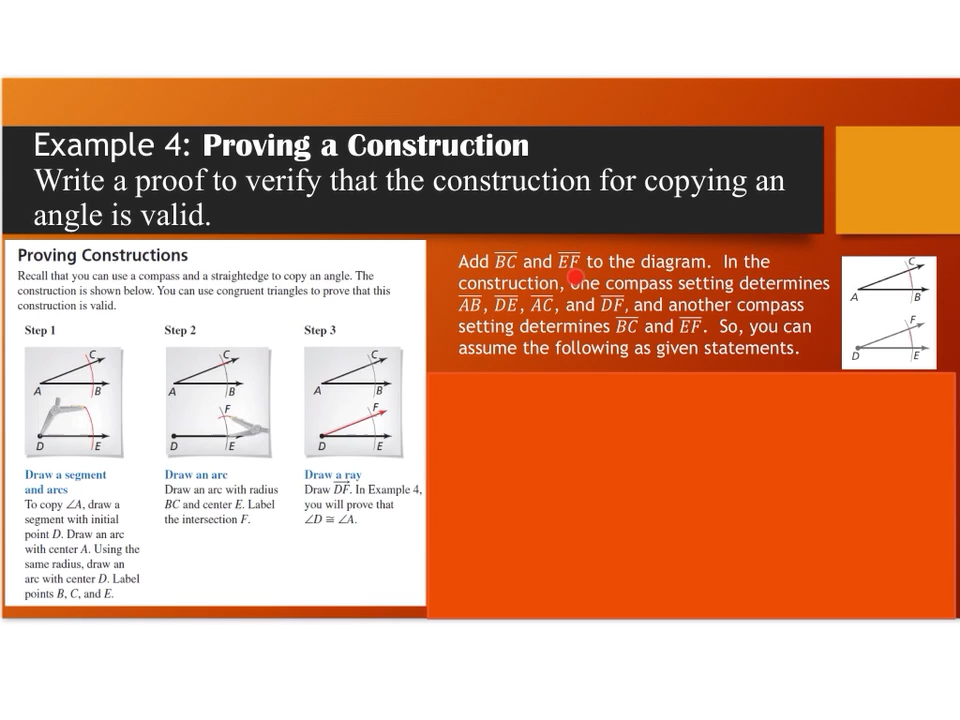 Example 4: Proving a Construction
Write a proof to verify that the construction for copying an
angle is valid.
Proving Constructions
Recall that you can use a compass and a straightedge to copy an angle. The
construction is shown below. You can use congruent triangles to prove that this
construction is valid.
Step 1
Step 2
Step 3
C
A
B
D
E
C
A
B
F
D
E
C
A
B
F
D
E
Draw a segment
and arcs
To copy ∠A, draw a
segment with initial
point D. Draw an arc
with center A. Using the
same radius, draw an
arc with center D. Label
points B, C, and E.
Draw an arc
Draw an arc with radius
BC and center E. Label
the intersection F.
Draw a ray
Draw DF. In Example 4,
you will prove that
∠D ≅ ∠A.
Add BC and EF to the diagram. In the
construction, one compass setting determines
AB, DE, AC, and DF, and another compass
setting determines BC and EF. So, you can
assume the following as given statements.
C
A
B
F
D
E